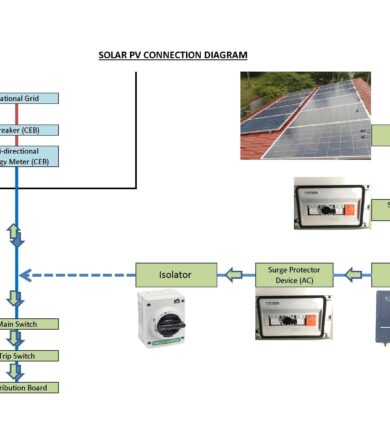 SOLAR PV CONNECTION DIAGRAM
ational Grid
reaker (CEB)
i-directional
gy Meter (CEB)
S
Isolator
Surge Protector
Device (AC)
Main Switch
Trip Switch
tribution Board